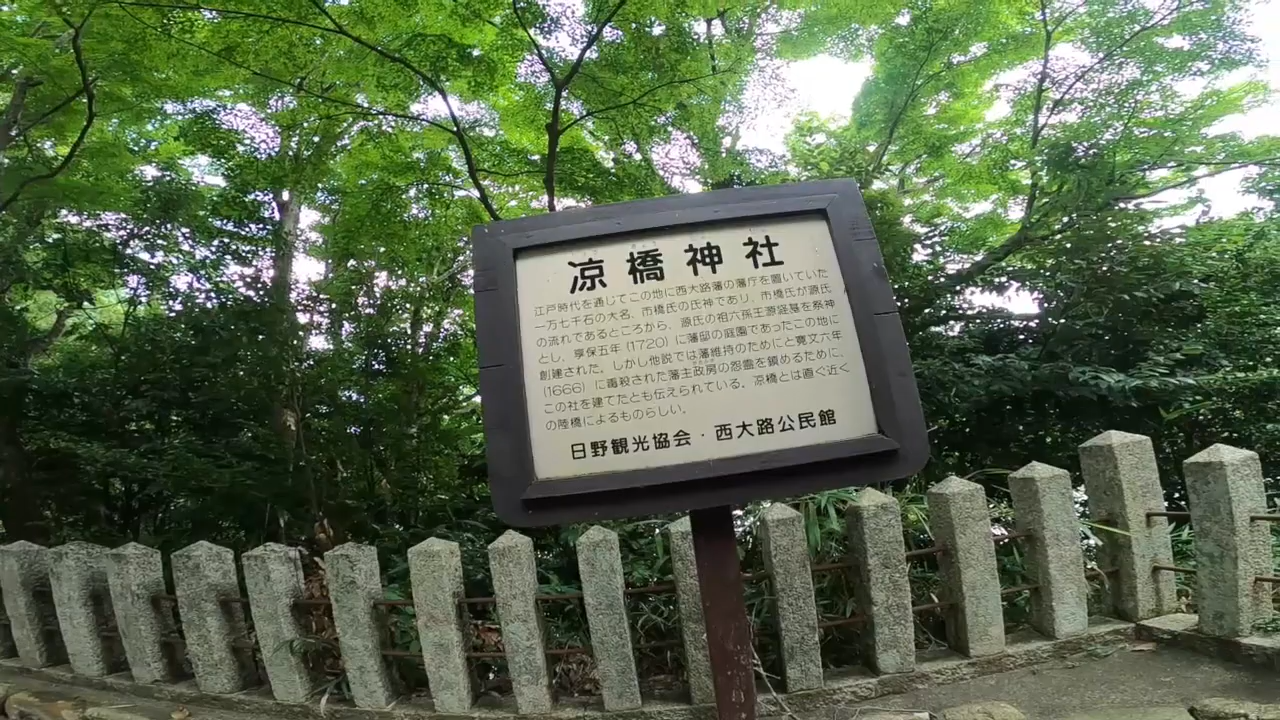 凉橋神社
江戸時代を通じてこの地に西大路藩の藩庁を置いていた
一万七千石の大名、市橋氏の氏神であり、市橋氏が源氏
の流れであるところから、源氏の祖六孫王源経基を祭神
とし、享保五年(1720)に藩邸の庭園であったこの地に
創建された。しかし他説では藩維持のためにと寛文六年
(1666)に毒殺された藩主政房の怨霊を鎮めるために、
この社を建てたとも伝えられている。凉橋とは直ぐ近く
の陸橋によるものらしい。
日野観光協会・西大路公民館